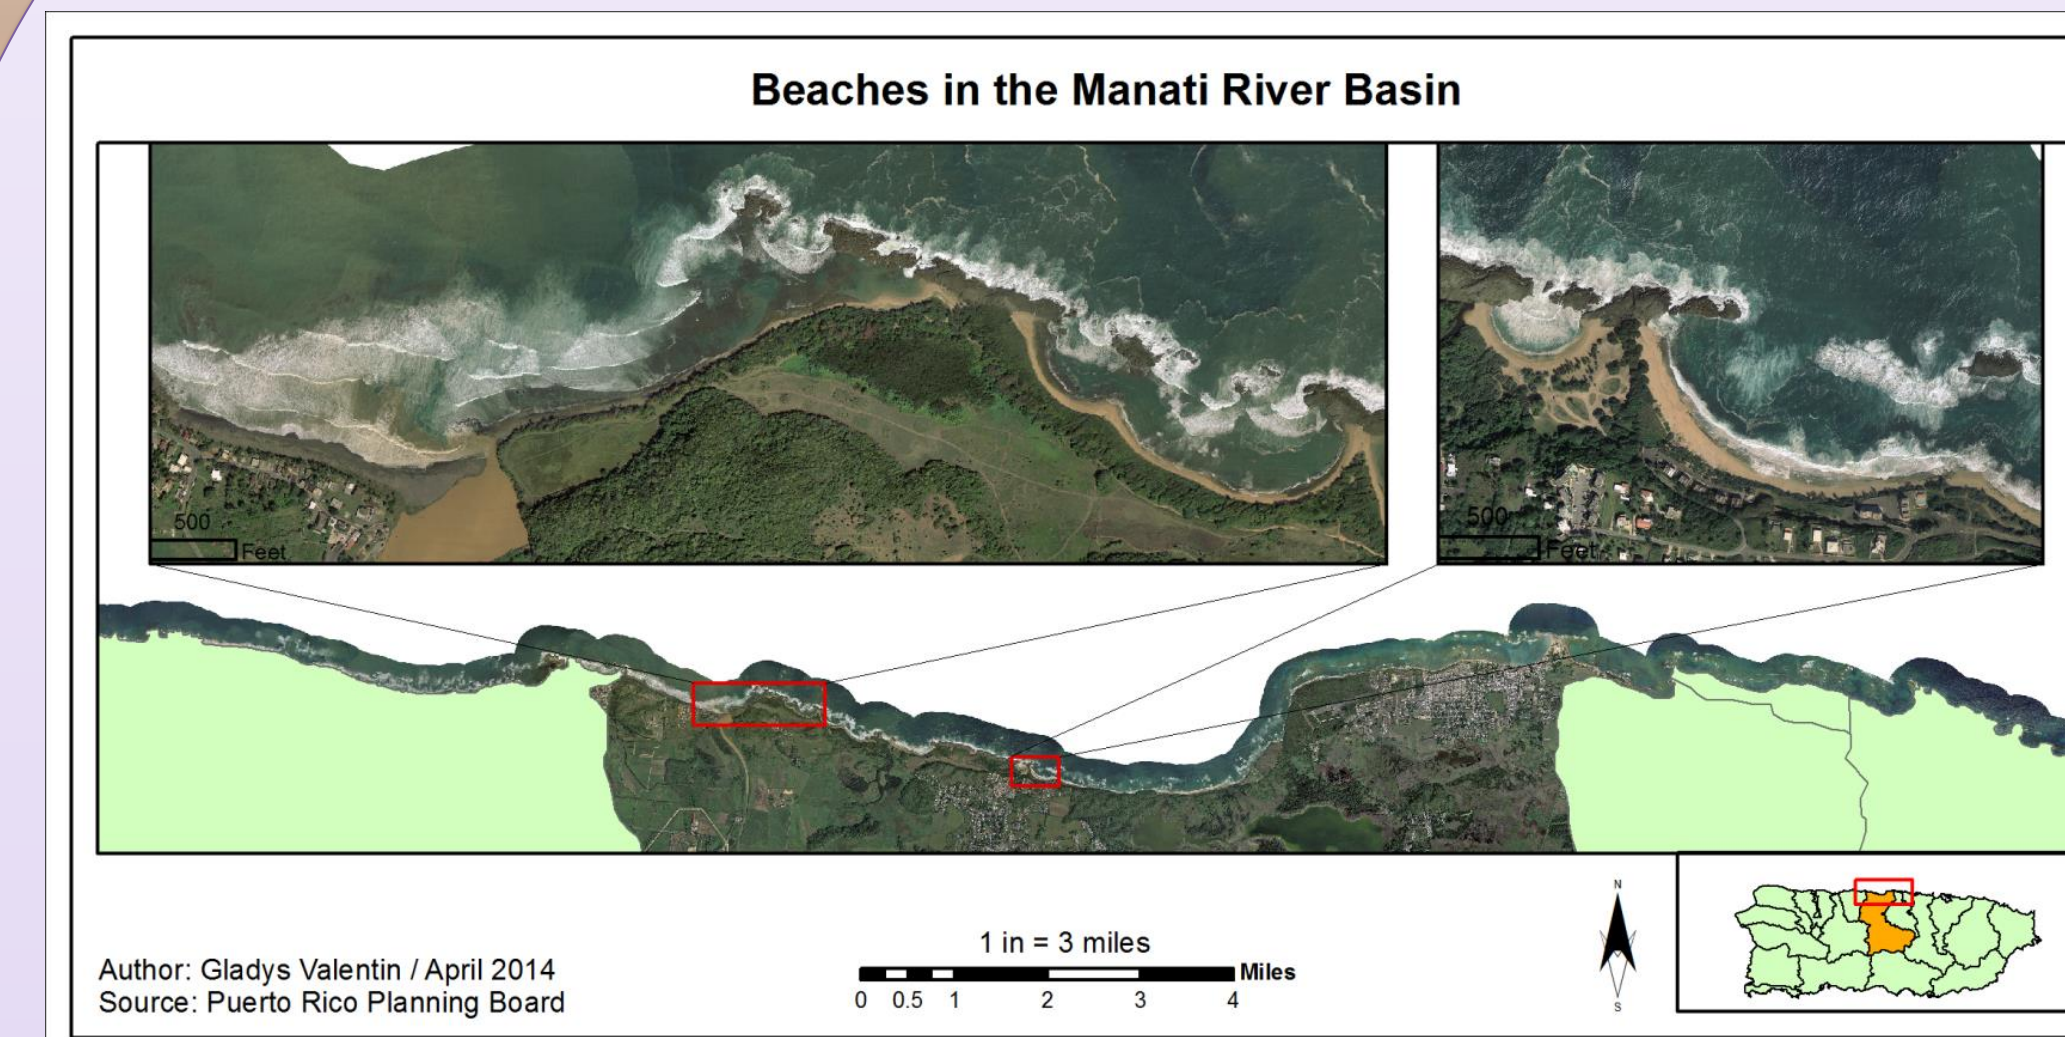 Beaches in the Manati River Basin
500
Feet
500
Feet
1 in = 3 miles
Miles
0 0.5 1 2 3 4
Author: Gladys Valentin / April 2014
Source: Puerto Rico Planning Board
N
S